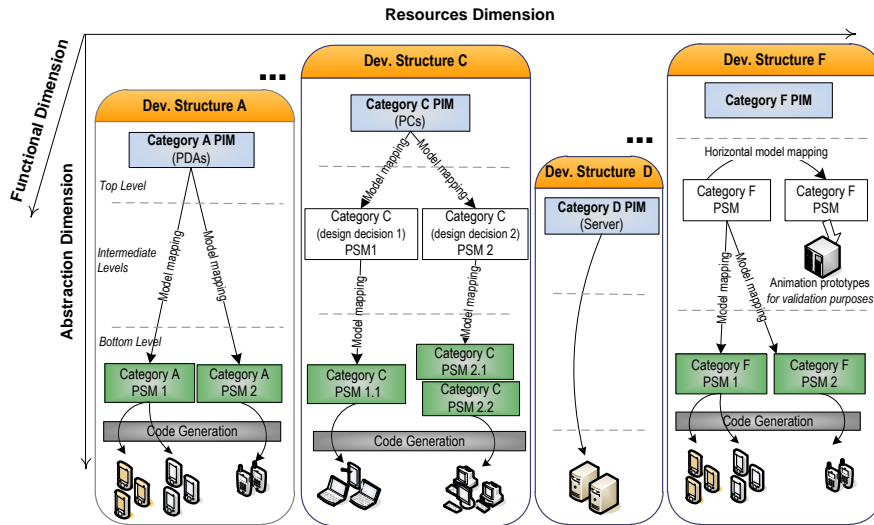 Resources Dimension
Functional Dimension
Abstraction Dimension
...
Dev. Structure A
Category A PIM
(PDAs)
Top Level
Intermediate
Levels
Model mapping
Model mapping
Bottom Level
Category A
PSM 1
Category A
PSM 2
Code Generation
Dev. Structure C
Category C PIM
(PCs)
Model mapping
Model mapping
Category C
(design decision 1)
PSM1
Category C
(design decision 2)
PSM 2
Model mapping
Model mapping
Category C
PSM 1.1
Category C
PSM 2.1
Category C
PSM 2.2
Code Generation
...
Dev. Structure D
Category D PIM
(Server)
Dev. Structure F
Category F PIM
Horizontal model mapping
Category F
PSM
Category F
PSM
Animation prototypes
for validation purposes
Model mapping
Model mapping
Category F
PSM 1
Category F
PSM 2
Code Generation